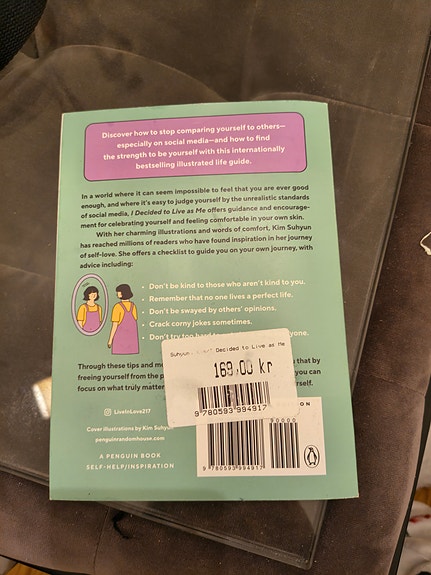 Discover how to stop comparing yourself to others—
especially on social media—and how to find
the strength to be yourself with this internationally
bestselling illustrated life guide.
In a world where it can seem impossible to feel that you are ever good
enough, and where it's easy to judge yourself by the unrealistic standards
of social media, I Decided to Live as Me offers guidance and encourage-
ment for celebrating yourself and feeling comfortable in your own skin.
With her charming illustrations and words of comfort, Kim Suhyun
has reached millions of readers who have found inspiration in her journey
of self-love. She offers a checklist to guide you on your own journey, with
advice including:
• Don't be kind to those who aren't kind to you.
• Remember that no one lives a perfect life.
• Don't be swayed by others' opinions.
• Crack corny jokes sometimes.
• Don't try too hard
Through these tips and that by
freeing yourself from the you can
focus on what truly matter
Suhyun Decided to Live as Me
169.00 kr
9 780593 994917
LiveInLove217
Cover illustrations by Kim Suhyun
penguinrandomhouse.com
A PENGUIN BOOK
SELF-HELP/INSPIRATION
90000
9 780593 994917